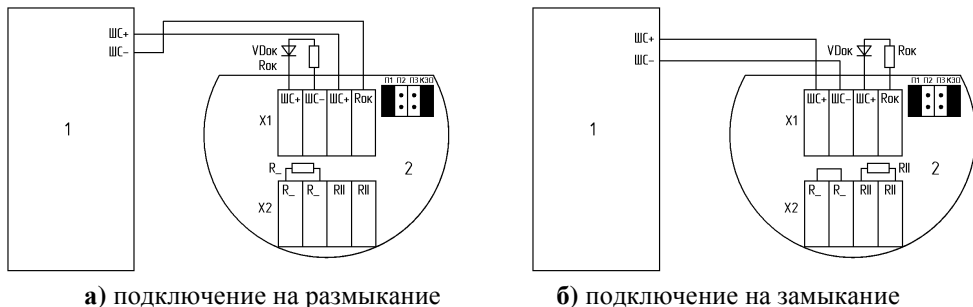 ШС+
ШС–
VDок
Rок
П1 П2 П3 КЗО
ШС+ ШС– ШС+ Rок
X1
1
2
R_
R_ R_ RII RII
X2
ШС+
ШС–
VDок
Rок
П1 П2 П3 КЗО
ШС+ ШС– ШС+ Rок
X1
1
2
RII
R_ R_ RII RII
X2
а) подключение на размыкание
б) подключение на замыкание